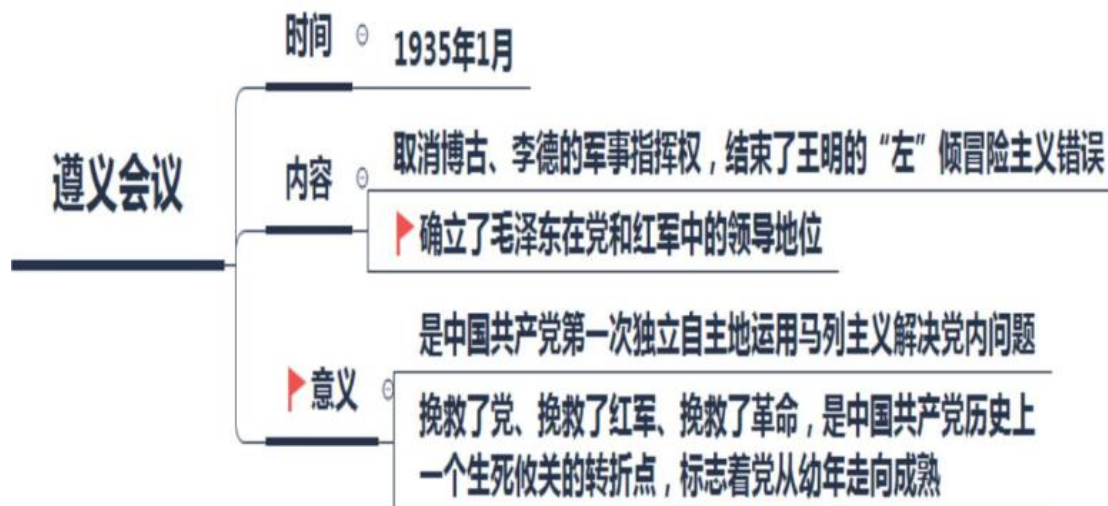 遵义会议
时间
1935年1月
内容
取消博古、李德的军事指挥权，结束了王明的“左”倾冒险主义错误
确立了毛泽东在党和红军中的领导地位
意义
是中国共产党第一次独立自主地运用马列主义解决党内问题
挽救了党、挽救了红军、挽救了革命，是中国共产党历史上
一个生死攸关的转折点，标志着党从幼年走向成熟